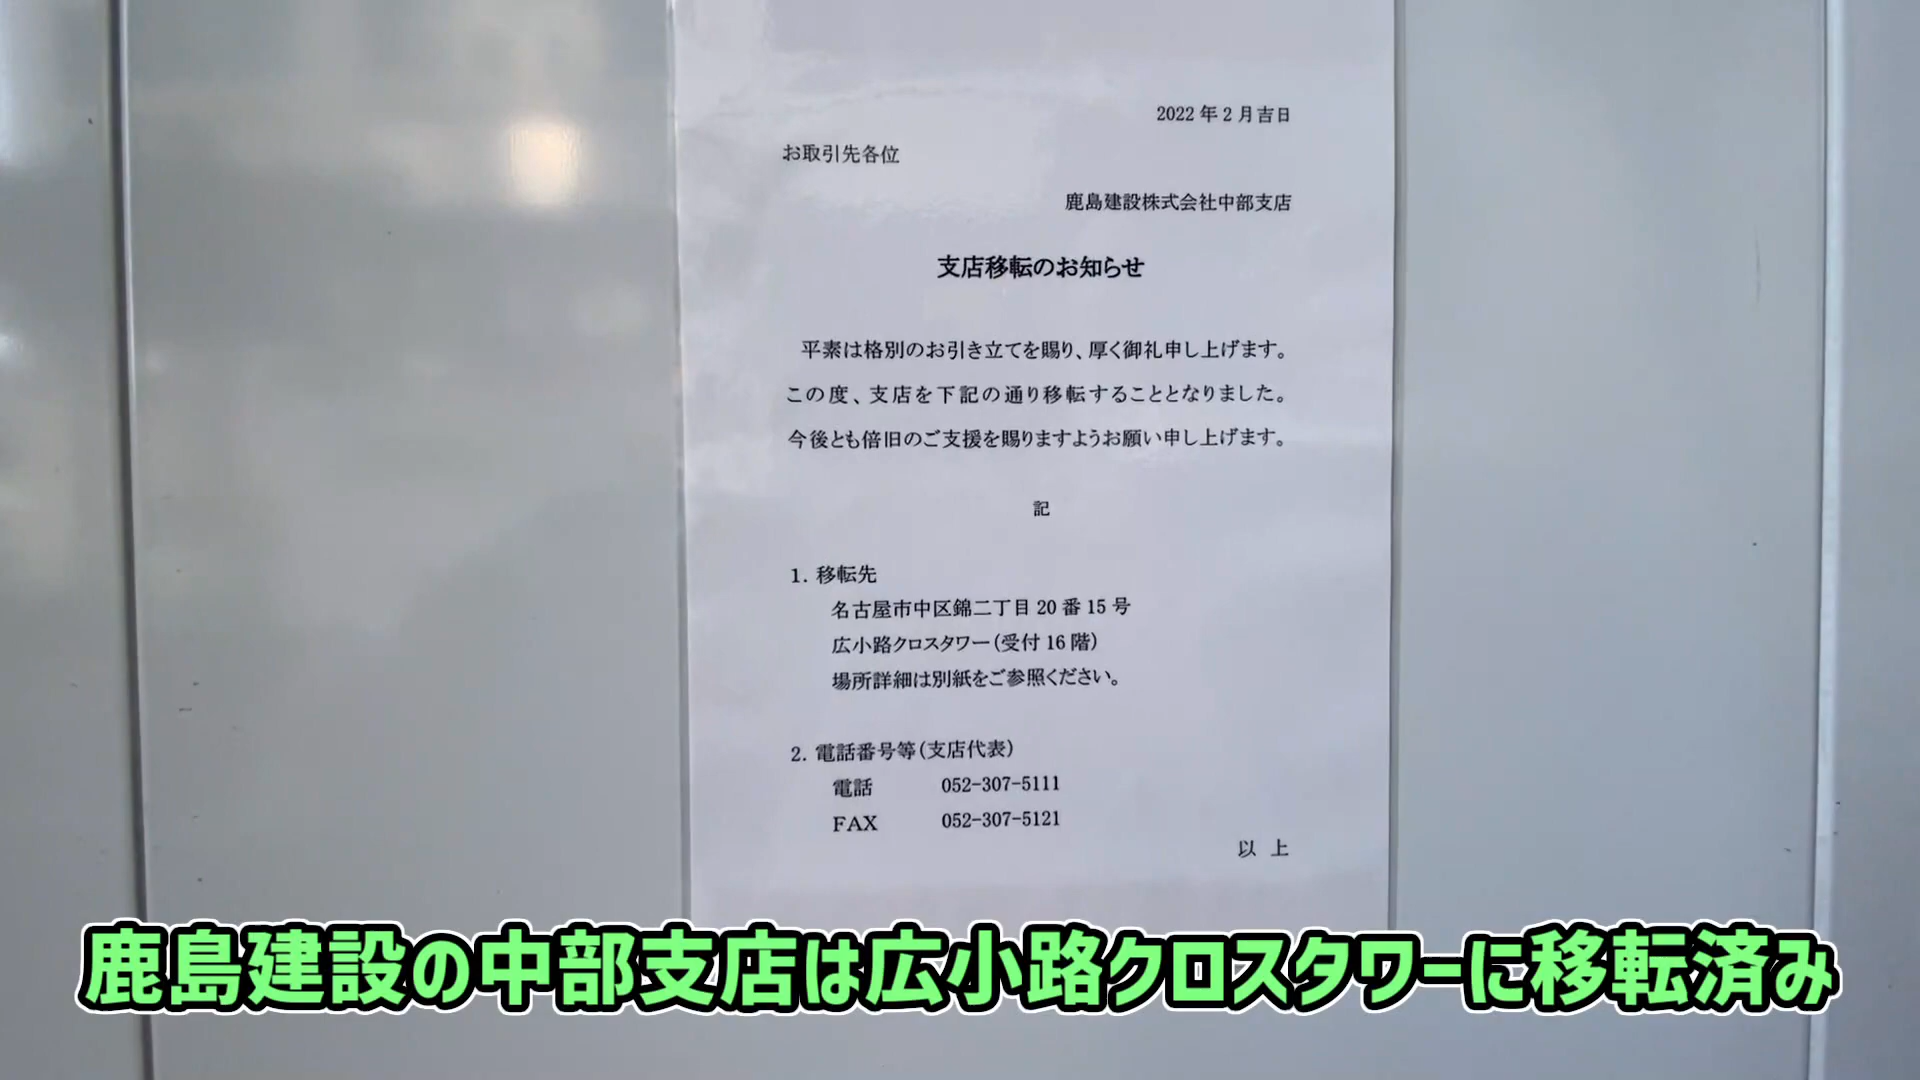 2022年2月吉日
お取引先各位
鹿島建設株式会社中部支店
支店移転のお知らせ
平素は格別のお引き立てを賜り、厚く御礼申し上げます。
この度、支店を下記の通り移転することとなりました。
今後とも倍旧のご支援を賜りますようお願い申し上げます。
記
1. 移転先
名古屋市中区錦二丁目20番15号
広小路クロスタワー(受付16階)
場所詳細は別紙をご参照ください。
2. 電話番号等(支店代表)
電話 052-307-5111
FAX 052-307-5121
以 上
鹿島建設の中部支店は広小路クロスタワーに移転済み